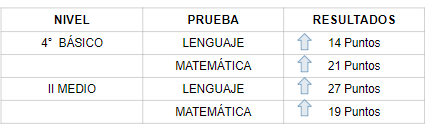 NIVEL PRUEBA RESULTADOS
4° BÁSICO LENGUAJE 14 Puntos
MATEMÁTICA 21 Puntos
II MEDIO LENGUAJE 27 Puntos
MATEMÁTICA 19 Puntos